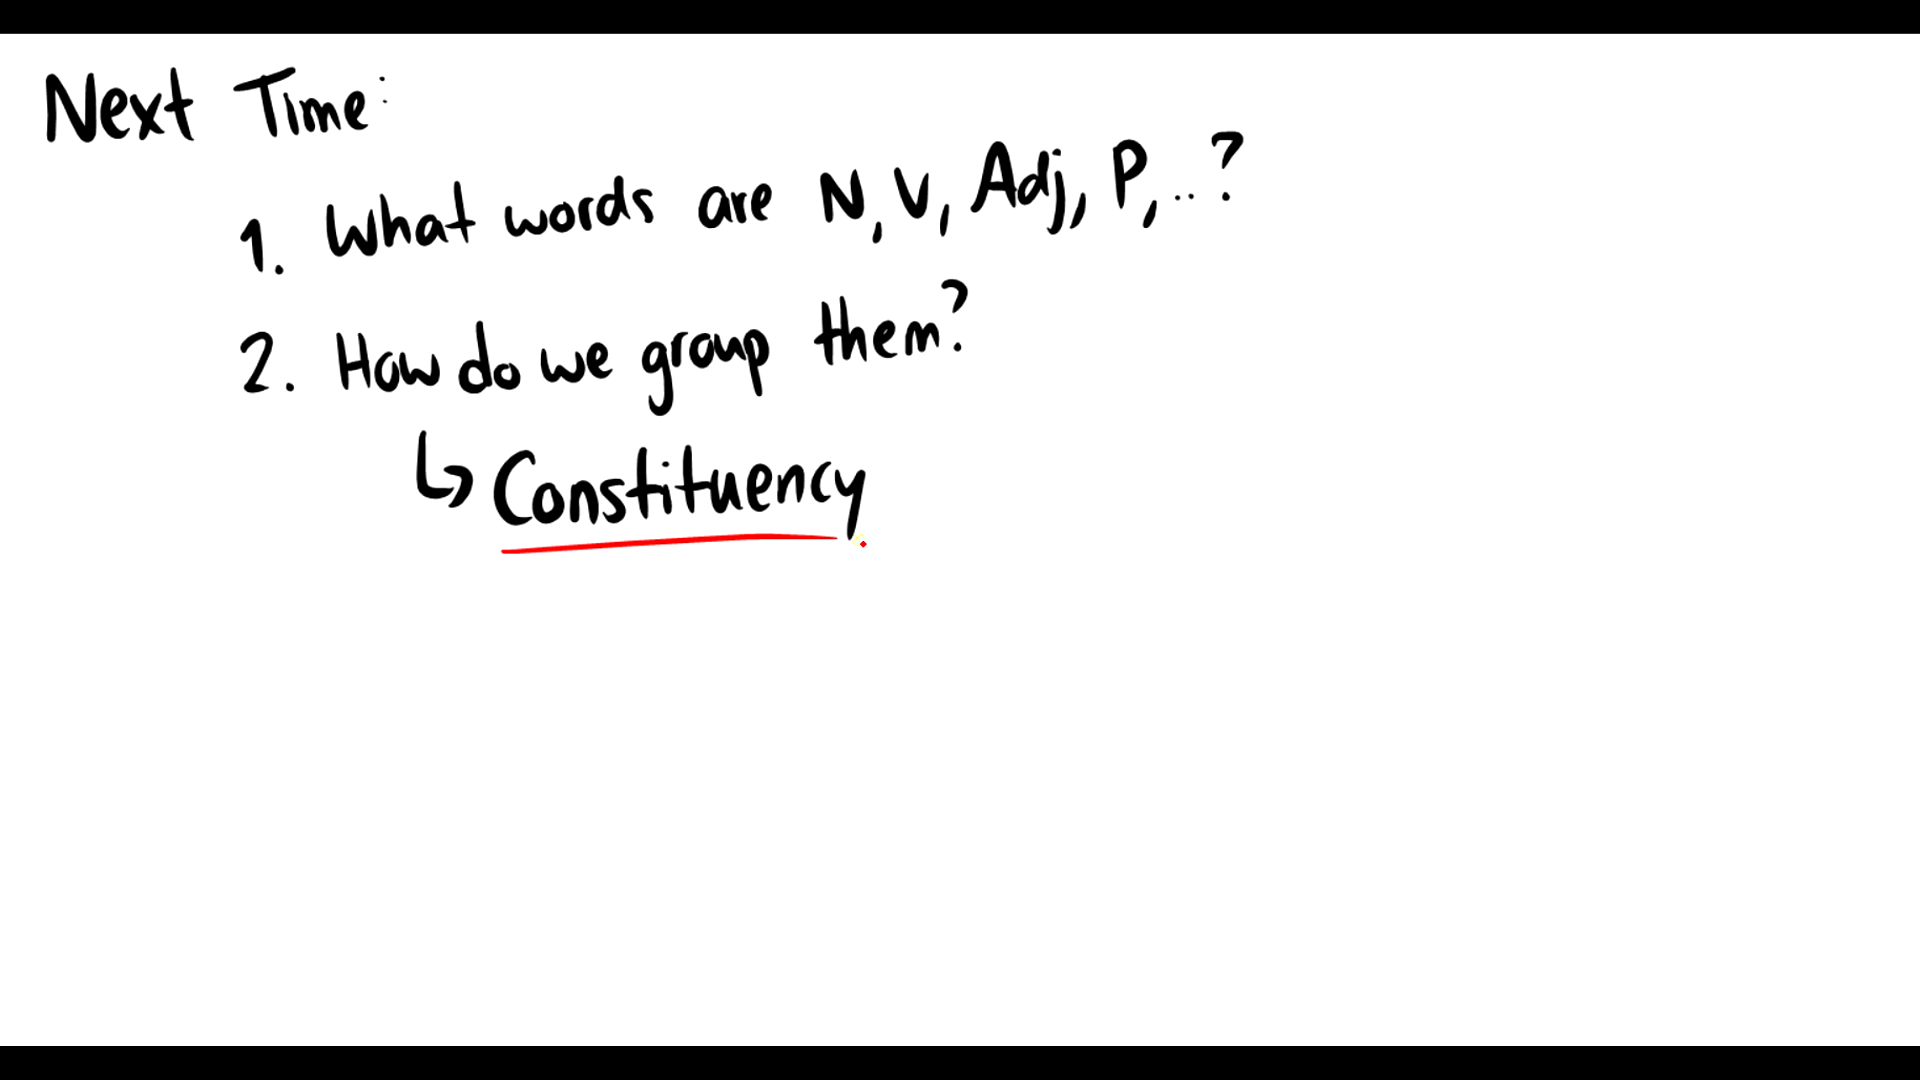 Next Time:
1. What words are N, V, Adj, P, ..?
2. How do we group them?
↳ Constituency